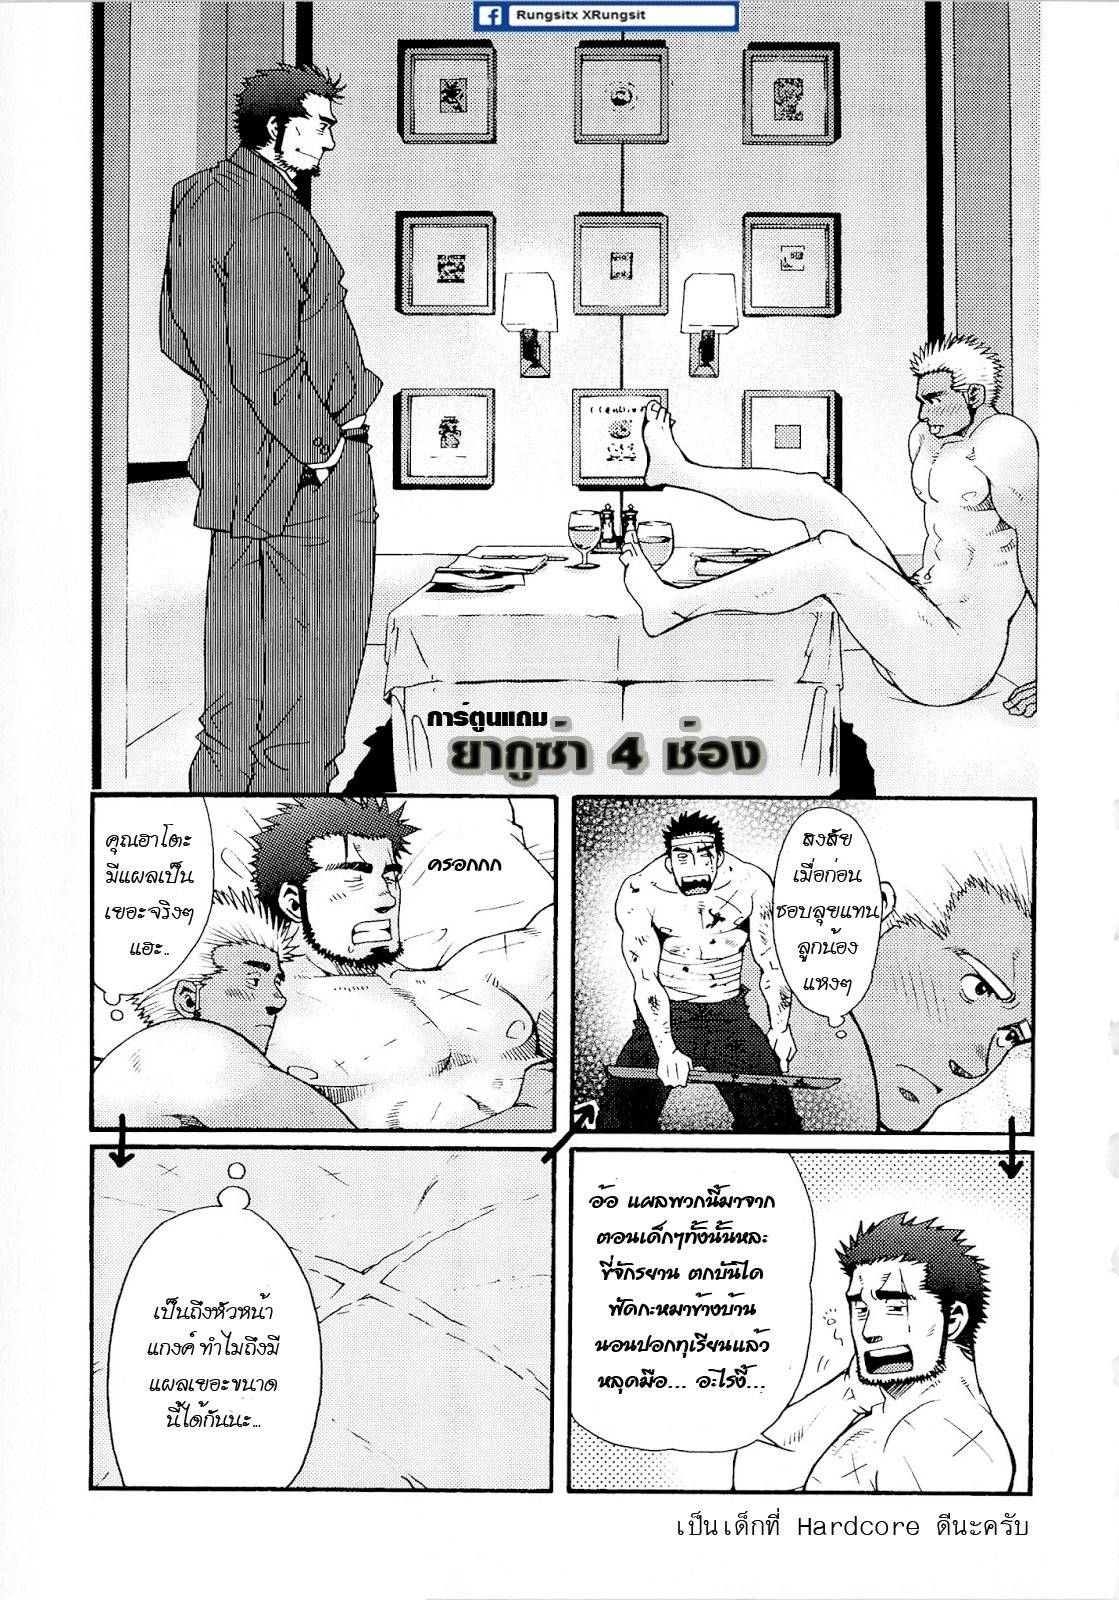 Rungsitx XRungsit
การ์ตูนแถม
ยากูซ่า 4 ช่อง
คุณฮาโตะ
มีแผลเป็น
เยอะจริงๆ
แฮะ..
ครอกกก
เป็นถึงหัวหน้า
แกงค์ ทำไมถึงมี
แผลเยอะขนาด
นี้ได้กันนะ...
สงสัย
เมื่อก่อน
ชอบลุยแทน
ลูกน้อง
แหงๆ
อ้อ แผลพวกนี้มาจาก
ตอนเด็กๆทั้งนั้นหละ
ขี่จักรยาน ตกบันได
ฟัดกะหมาข้างบ้าน
นอนปอกทุเรียนแล้ว
หลุดมือ... อะไรงี้...
เป็นเด็กที่ Hardcore ดีนะครับ